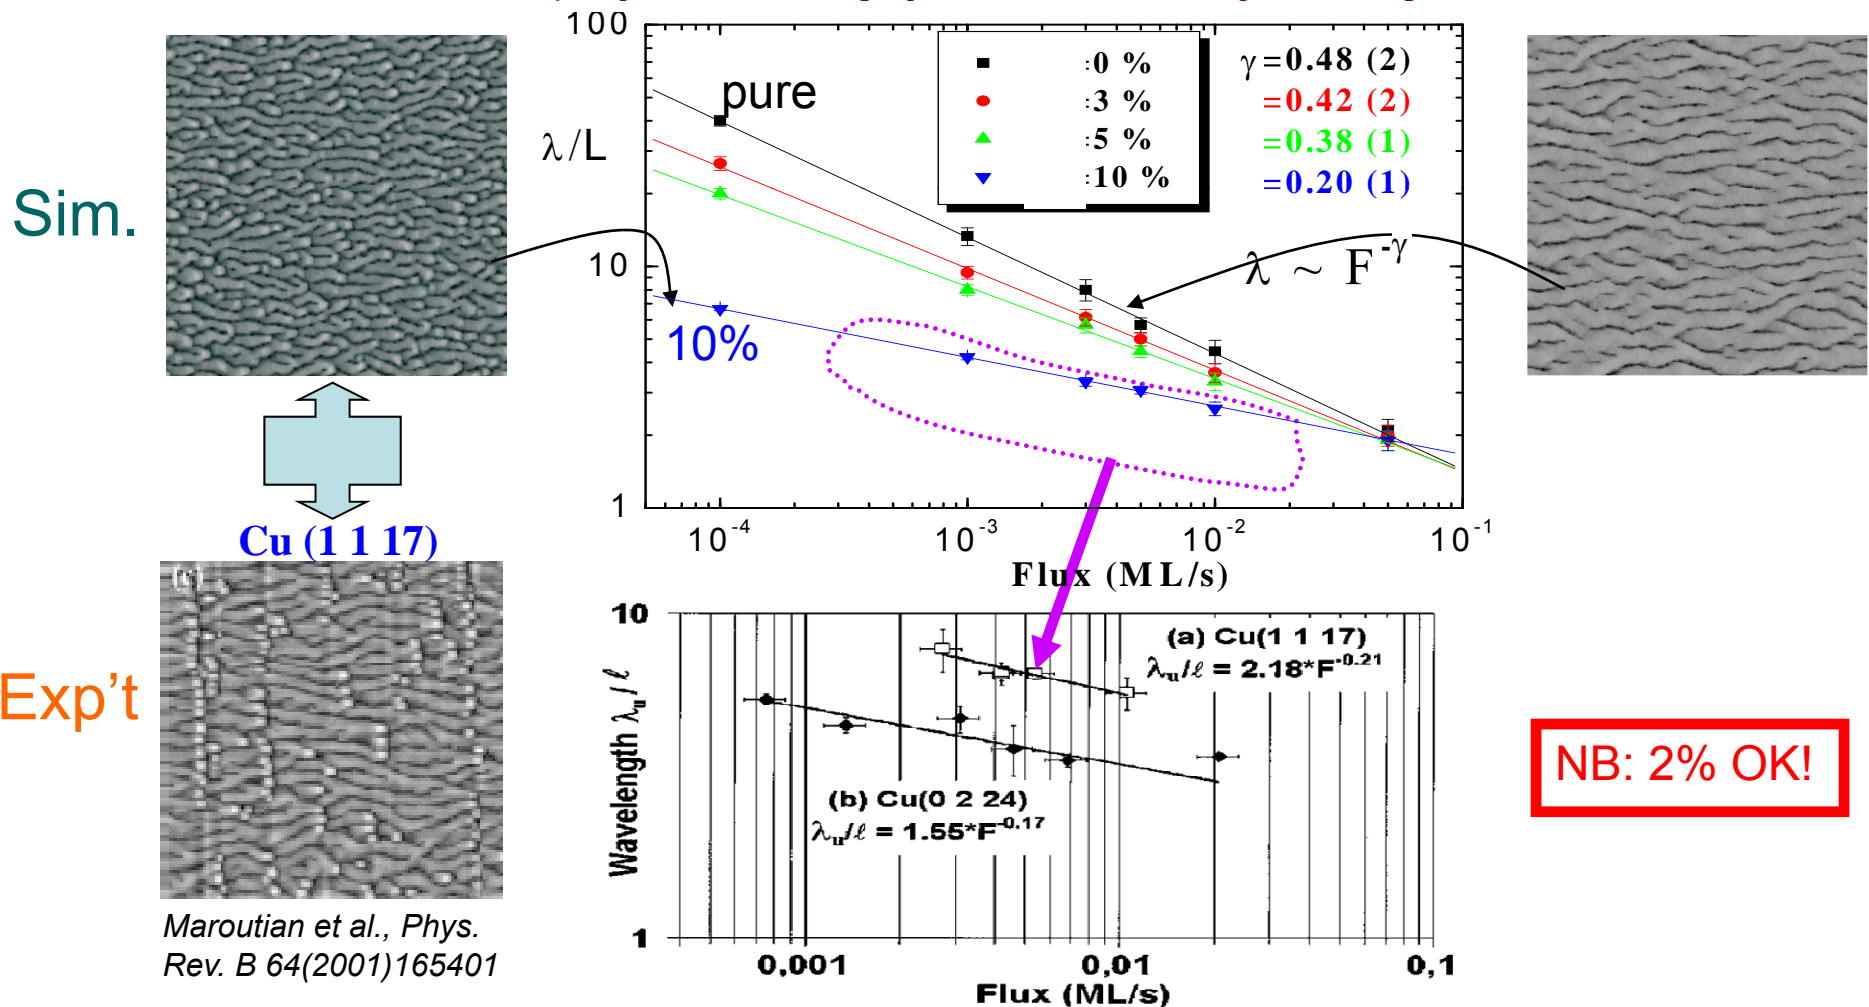 100
:0 %
:3 %
:5 %
:10 %
γ=0.48 (2)
=0.42 (2)
=0.38 (1)
=0.20 (1)
pure
λ/L
Sim.
10
λ ~ F^-γ
10%
1
10^-4
10^-3
10^-2
10^-1
Flux (ML/s)
Cu (1 1 17)
Exp't
10
(a) Cu(1 1 17)
λu/ℓ = 2.18*F^-0.21
Wavelength λu/ℓ
(b) Cu(0 2 24)
λu/ℓ = 1.55*F^-0.17
1
0,001
0,01
0,1
Flux (ML/s)
NB: 2% OK!
Maroutian et al., Phys.
Rev. B 64(2001)165401